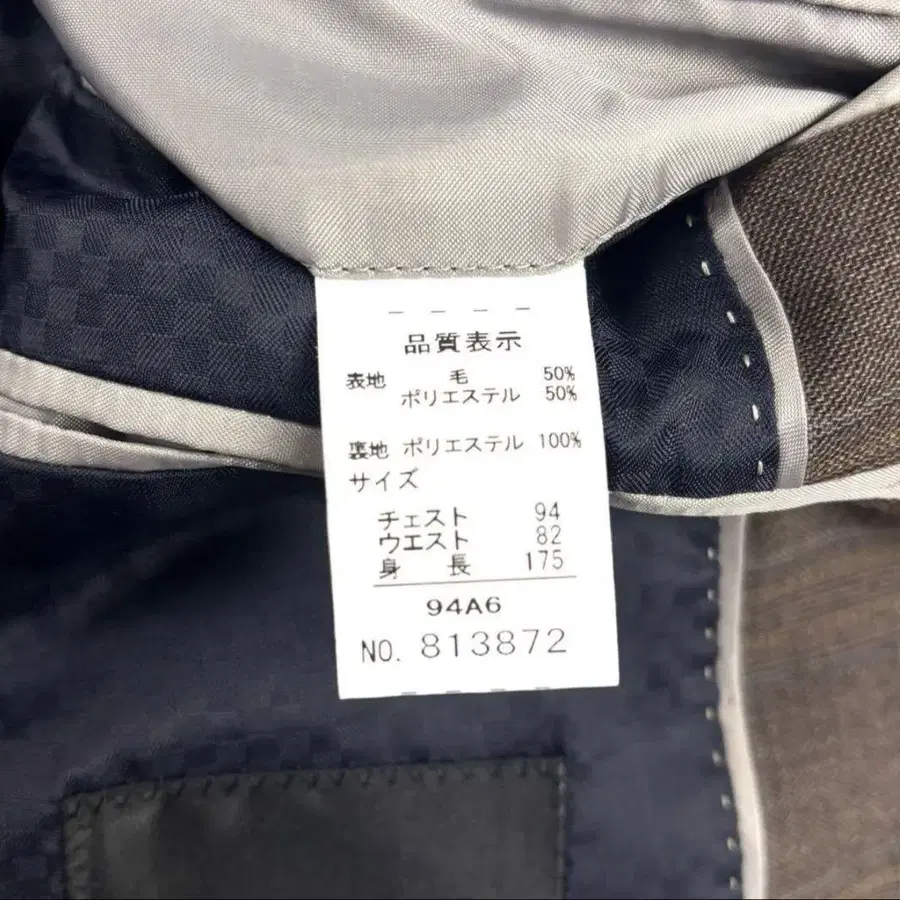 品質表示
表地 毛 50%
ポリエステル 50%
裏地 ポリエステル 100%
サイズ
チェスト 94
ウエスト 82
身長 175
94A6
NO. 813872